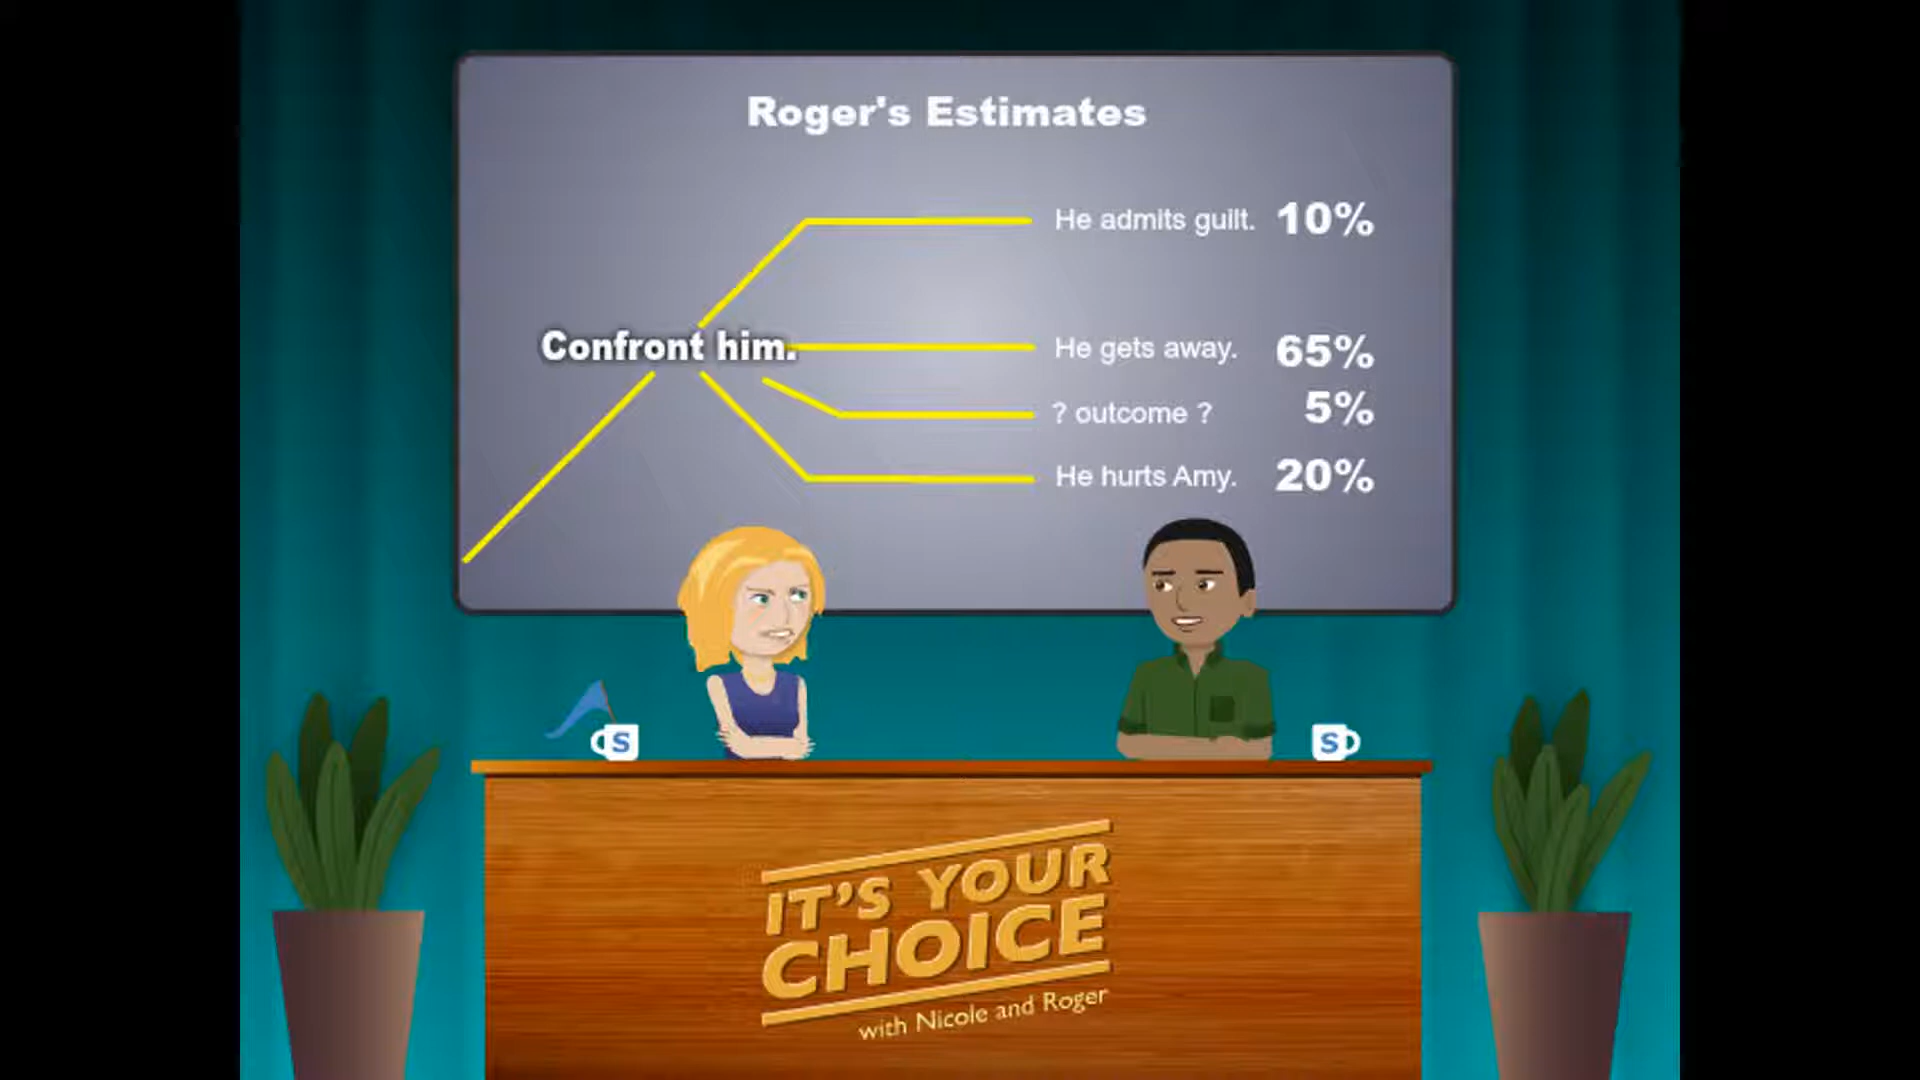 Roger's Estimates
He admits guilt. 10%
Confront him.
He gets away. 65%
? outcome ? 5%
He hurts Amy. 20%
S
S
IT'S YOUR
CHOICE
with Nicole and Roger